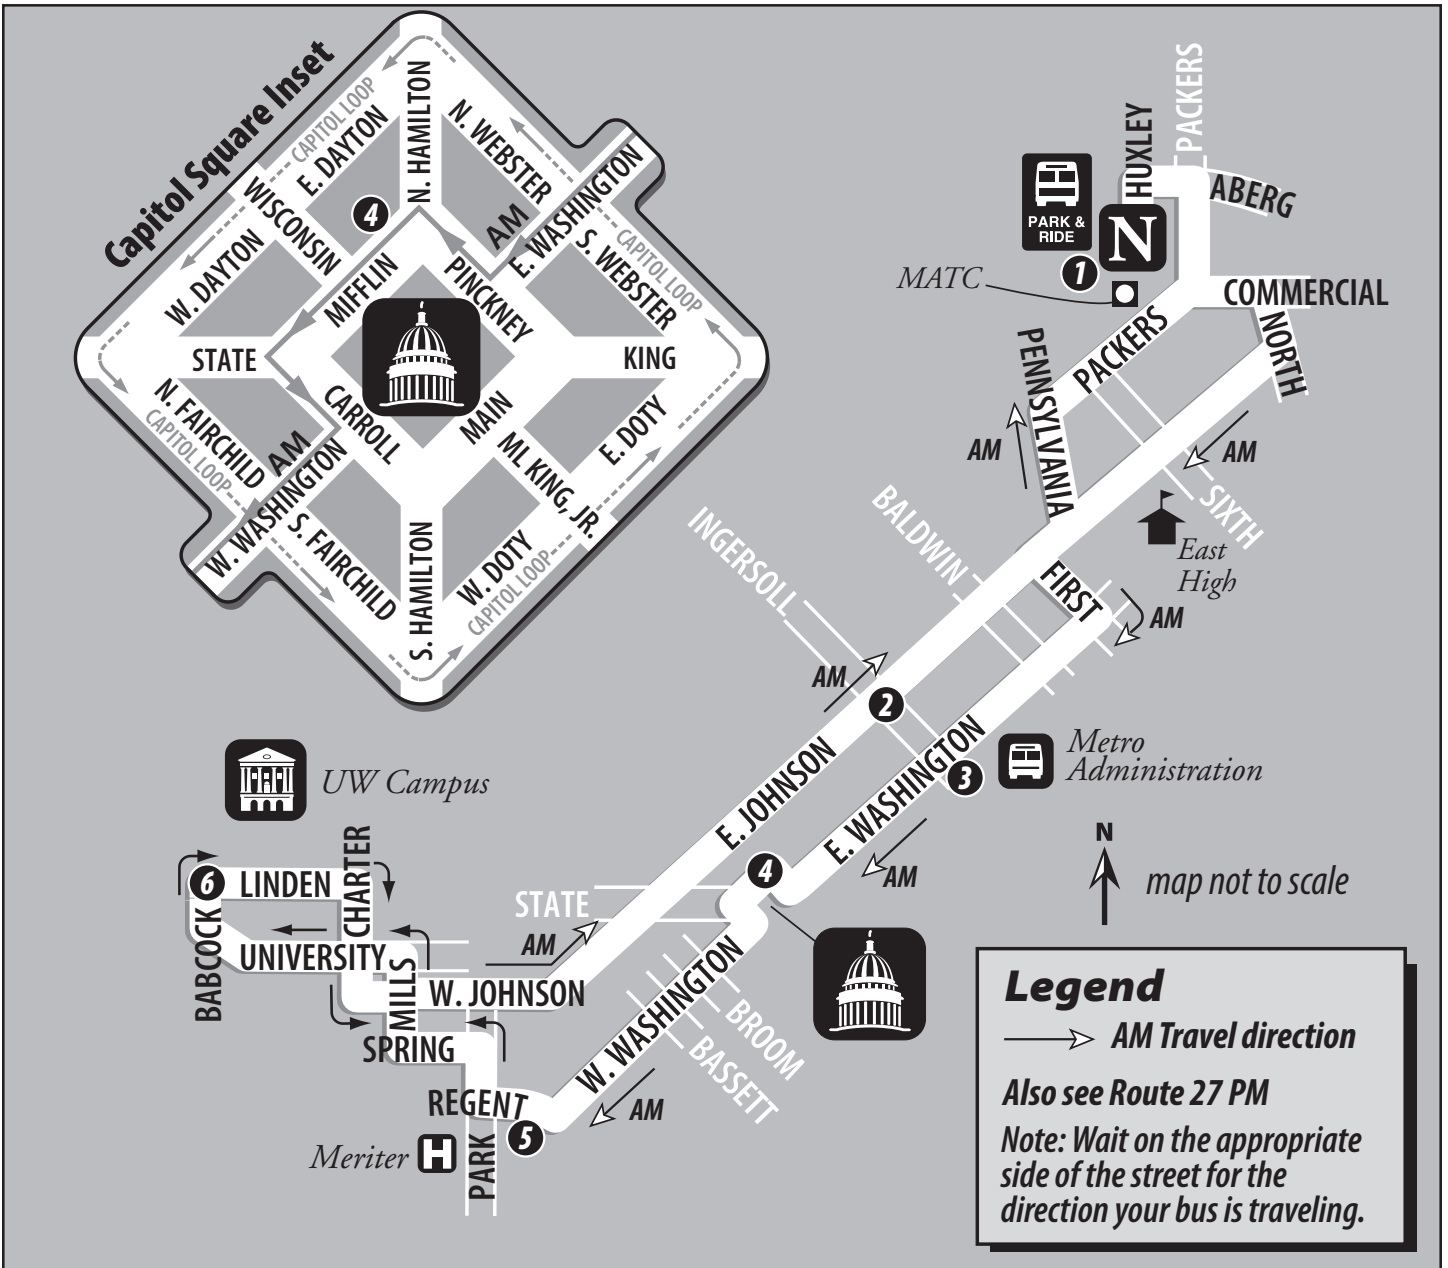 Capitol Square Inset
CAPITOL LOOP
E. DAYTON
N. HAMILTON
N. WEBSTER
E. WASHINGTON
AM
WISCONSIN
4
W. DAYTON
MIFFLIN
PINCKNEY
S. WEBSTER
CAPITOL LOOP
STATE
KING
N. FAIRCHILD
CAPITOL LOOP
CARROLL
MAIN
E. DOTY
AM
W. WASHINGTON
ML KING, JR.
S. FAIRCHILD
S. HAMILTON
W. DOTY
CAPITOL LOOP
PACKERS
HUXLEY
ABERG
PARK &
RIDE
N
1
MATC
COMMERCIAL
NORTH
PACKERS
PENNSYLVANIA
AM
AM
SIXTH
East
High
BALDWIN
INGERSOLL
FIRST
AM
AM
2
E. JOHNSON
E. WASHINGTON
3
Metro
Administration
AM
4
N
map not to scale
UW Campus
6
LINDEN
CHARTER
STATE
AM
BABCOCK
UNIVERSITY
MILLS
W. JOHNSON
SPRING
W. WASHINGTON
BROOM
BASSETT
AM
REGENT
5
Meriter
H
PARK
Legend
AM Travel direction
Also see Route 27 PM
Note: Wait on the appropriate
side of the street for the
direction your bus is traveling.